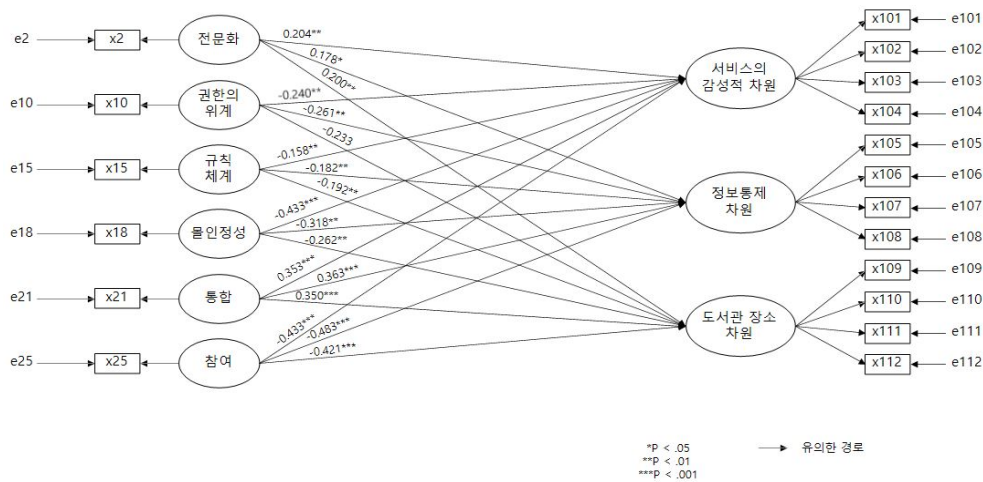 e2
x2
전문화
e10
x10
권한의
위계
e15
x15
규칙
체계
e18
x18
몰인정성
e21
x21
통합
e25
x25
참여
0.204**
0.178*
0.200**
-0.240**
-0.261**
-0.233
-0.158**
-0.182**
-0.192**
-0.433***
-0.318**
-0.262**
0.353***
0.363***
0.350***
-0.433***
-0.483***
-0.421***
서비스의
감성적 차원
정보통제
차원
도서관 장소
차원
x101
e101
x102
e102
x103
e103
x104
e104
x105
e105
x106
e106
x107
e107
x108
e108
x109
e109
x110
e110
x111
e111
x112
e112
*P < .05
**P < .01
***P < .001
유의한 경로